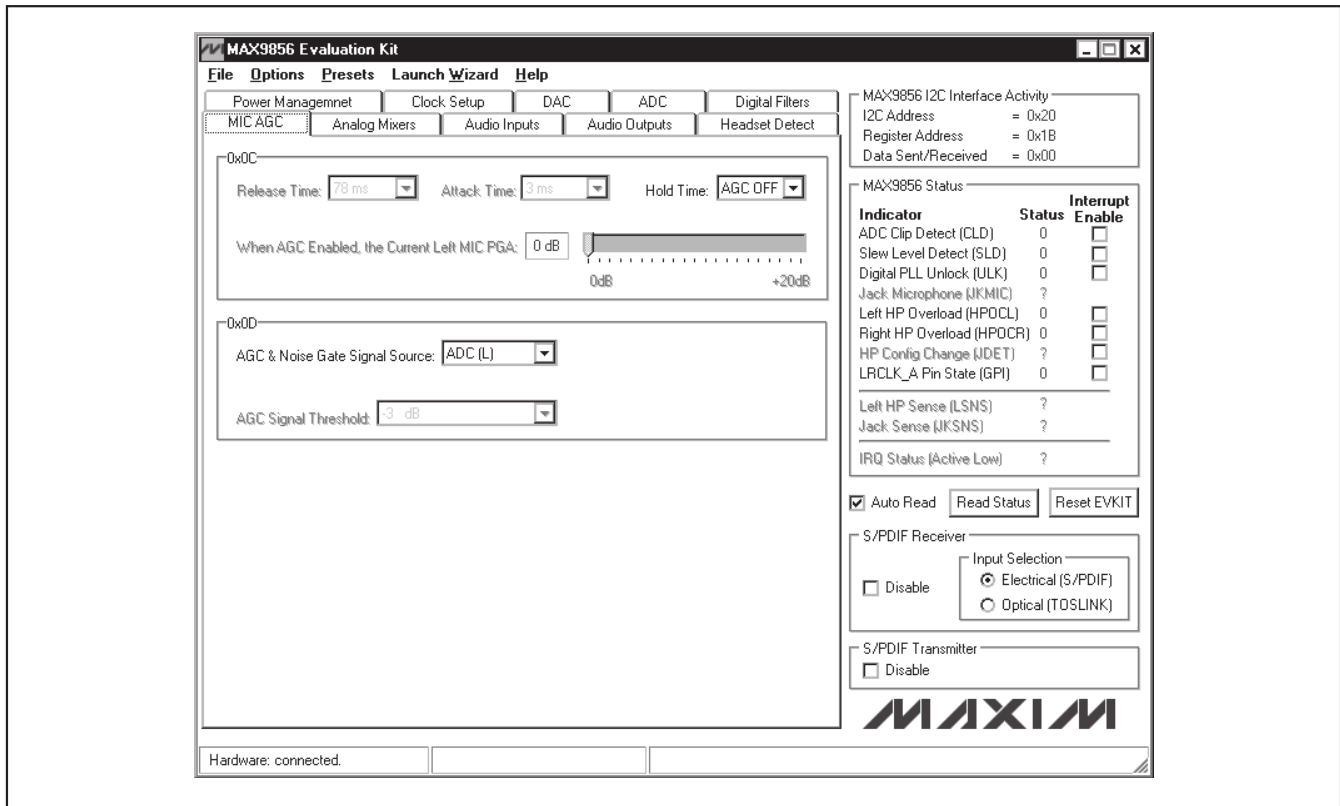 MAX9856 Evaluation Kit
File Options Presets Launch Wizard Help
Power Managemnet Clock Setup DAC ADC Digital Filters
MIC AGC Analog Mixers Audio Inputs Audio Outputs Headset Detect
0x0C
Release Time: 78 ms Attack Time: 3 ms Hold Time: AGC OFF
When AGC Enabled, the Current Left MIC PGA: 0 dB
0dB +20dB
0x0D
AGC & Noise Gate Signal Source: ADC (L)
AGC Signal Threshold: -3 dB
MAX9856 I2C Interface Activity
I2C Address = 0x20
Register Address = 0x1B
Data Sent/Received = 0x00
MAX9856 Status
Indicator Status Interrupt Enable
ADC Clip Detect (CLD) 0
Slew Level Detect (SLD) 0
Digital PLL Unlock (ULK) 0
Jack Microphone (JKMIC) ?
Left HP Overload (HPOCL) 0
Right HP Overload (HPOCR) 0
HP Config Change (JDET) ?
LRCLK_A Pin State (GPI) 0
Left HP Sense (LSNS) ?
Jack Sense (JKSNS) ?
IRQ Status (Active Low) ?
Auto Read Read Status Reset EVKIT
S/PDIF Receiver
Input Selection
Disable
Electrical (S/PDIF)
Optical (TOSLINK)
S/PDIF Transmitter
Disable
MAXIM
Hardware: connected.